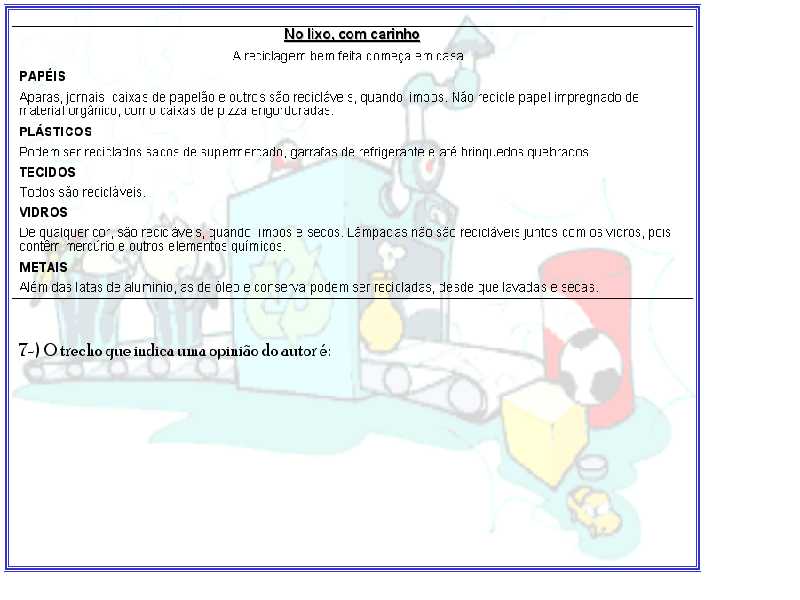 No lixo, com carinho
A reciclagem bem feita começa em casa
PAPÉIS
Aparas, jornais, caixas de papelão e outros são recicláveis, quando limpos. Não recicle papel impregnado de
material orgânico, como caixas de pizza engorduradas.
PLÁSTICOS
Podem ser reciclados sacos de supermercado, garrafas de refrigerante e até brinquedos quebrados.
TECIDOS
Todos são recicláveis.
VIDROS
De qualquer cor, são recicláveis, quando limpos e secos. Lâmpadas não são recicláveis juntos com os vidros, pois
contêm mercúrio e outros elementos químicos.
METAIS
Além das latas de alumínio, as de óleo e conserva podem ser recicladas, desde que lavadas e secas.
7-) O trecho que indica uma opinião do autor é: